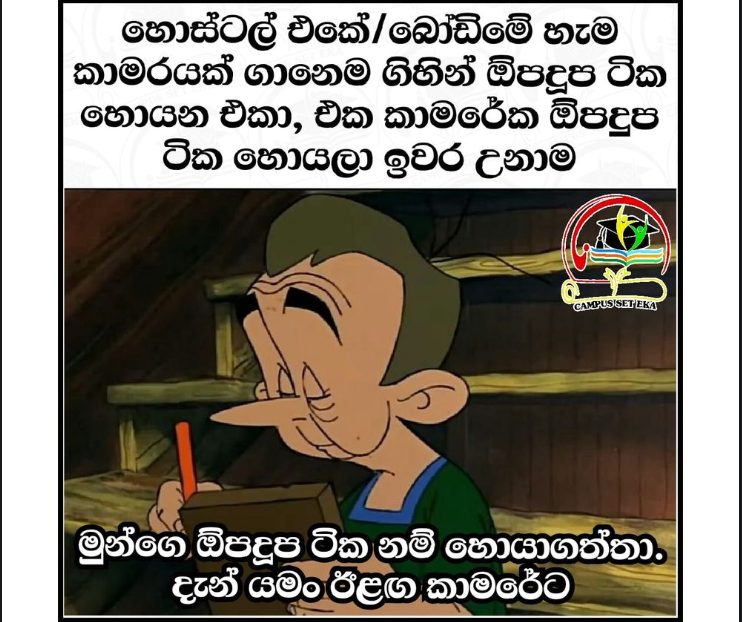 හොස්ටල් එකේ/බෝඩිමේ හැම
කාමරයක් ගානෙම ගිහින් ඕපදූප ටික
හොයන එකා, එක කාමරේක ඕපදුප
ටික හොයලා ඉවර උනාම
CAMPUS SET EKA
මුන්ගෙ ඕපදූප ටික නම් හොයාගත්තා.
දැන් යමං ඊළඟ කාමරේට